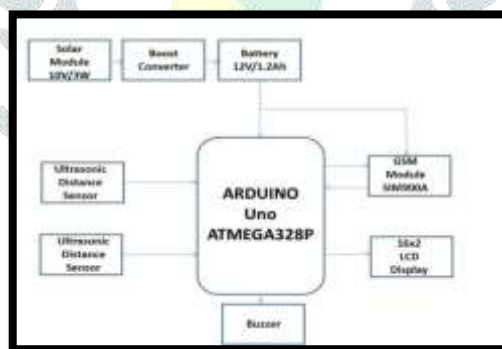 Solar
Module
10V/3W
Boost
Converter
Battery
12V/1.2Ah
Ultrasonic
Distance
Sensor
ARDUINO
Uno
ATMEGA328P
GSM
Module
SIM900A
Ultrasonic
Distance
Sensor
16x2
LCD
Display
Buzzer